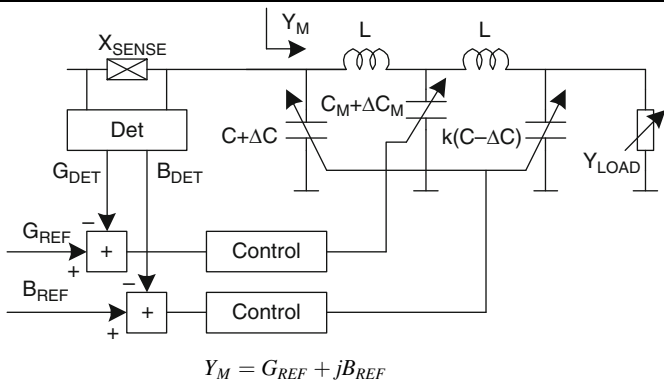 Y_M
X_SENSE
L
L
C_M+ΔC_M
C+ΔC
k(C−ΔC)
Det
Y_LOAD
G_DET
B_DET
G_REF
−
+
+
Control
B_REF
−
+
+
Control
Y_M = G_REF + jB_REF